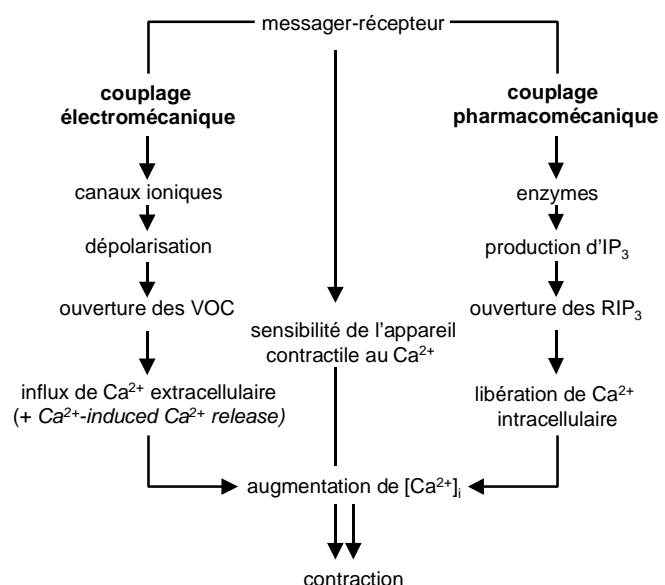 messager-récepteur
couplage
électromécanique
canaux ioniques
dépolarisation
ouverture des VOC
influx de Ca²⁺ extracellulaire
(+ Ca²⁺-induced Ca²⁺ release)
sensibilité de l’appareil
contractile au Ca²⁺
couplage
pharmacomécanique
enzymes
production d’IP₃
ouverture des RIP₃
libération de Ca²⁺
intracellulaire
augmentation de [Ca²⁺]ᵢ
contraction